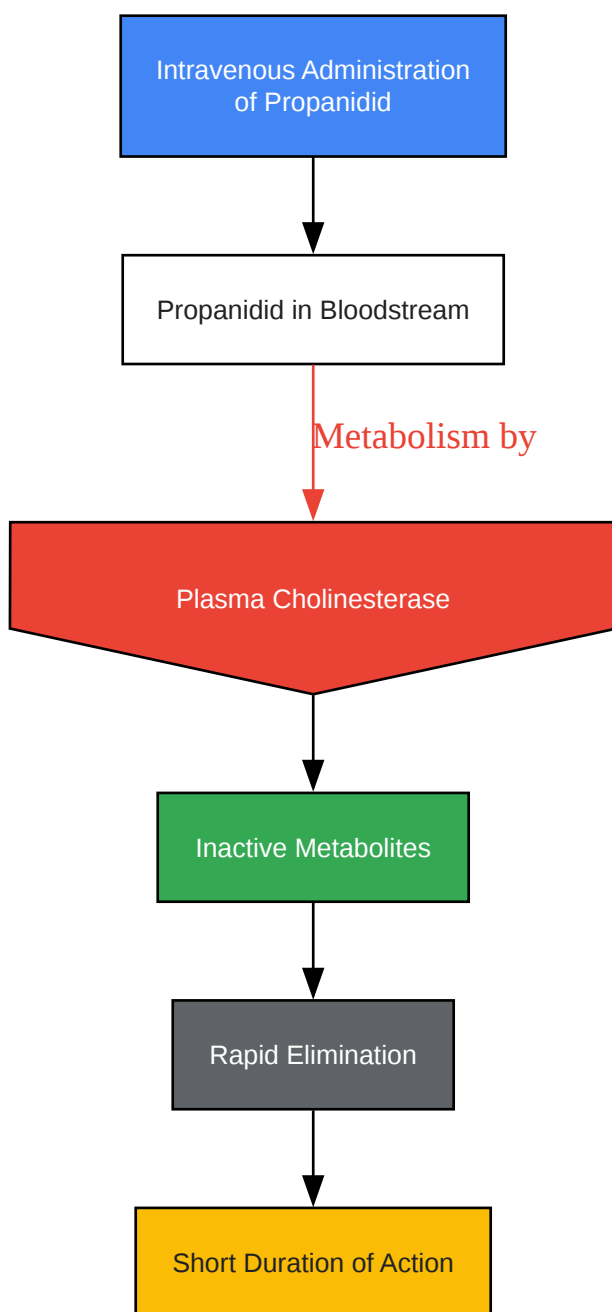 Intravenous Administration
of Propanidid
Propanidid in Bloodstream
Metabolism by
Plasma Cholinesterase
Inactive Metabolites
Rapid Elimination
Short Duration of Action